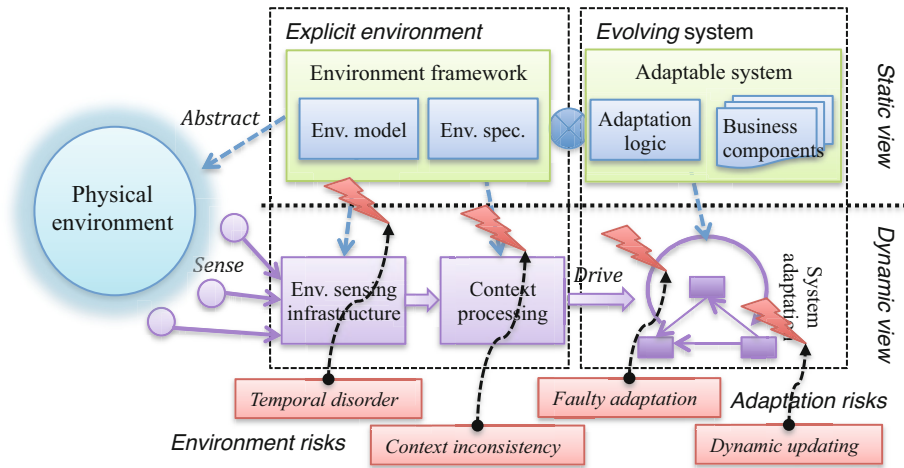 Explicit environment
Evolving system
Environment framework
Env. model
Env. spec.
Adaptable system
Adaptation
logic
Business
components
Static view
Abstract
Physical
environment
Sense
Env. sensing
infrastructure
Context
processing
Drive
System
adaptation
Dynamic view
Temporal disorder
Faulty adaptation
Adaptation risks
Environment risks
Context inconsistency
Dynamic updating